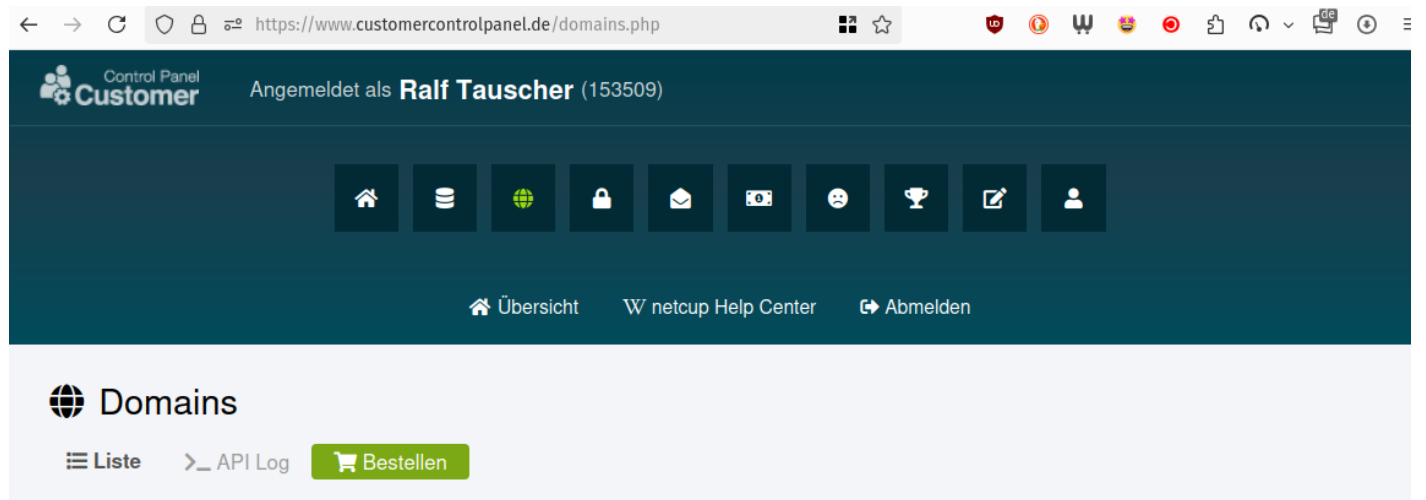 https://www.customercontrolpanel.de/domains.php
de
Control Panel
Customer
Angemeldet als Ralf Tauscher (153509)
Übersicht
W netcup Help Center
Abmelden
Domains
Liste
API Log
Bestellen